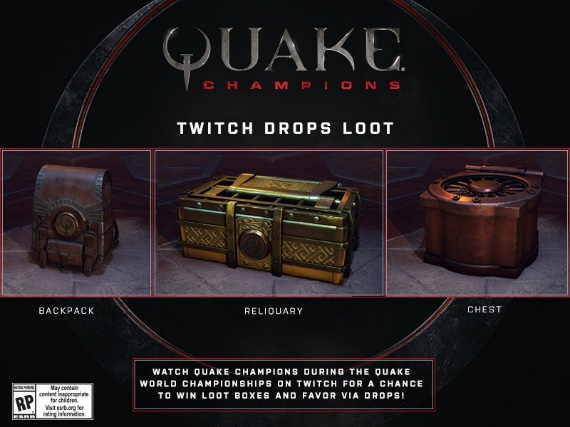 QUAKE
CHAMPIONS
TWITCH DROPS LOOT
BACKPACK
RELIQUARY
CHEST
WATCH QUAKE CHAMPIONS DURING THE QUAKE
WORLD CHAMPIONSHIPS ON TWITCH FOR A CHANCE
TO WIN LOOT BOXES AND FAVOR VIA DROPS!
RATING PENDING
RP
ESRB
May contain
content inappropriate
for children.
Visit esrb.org for
rating information.